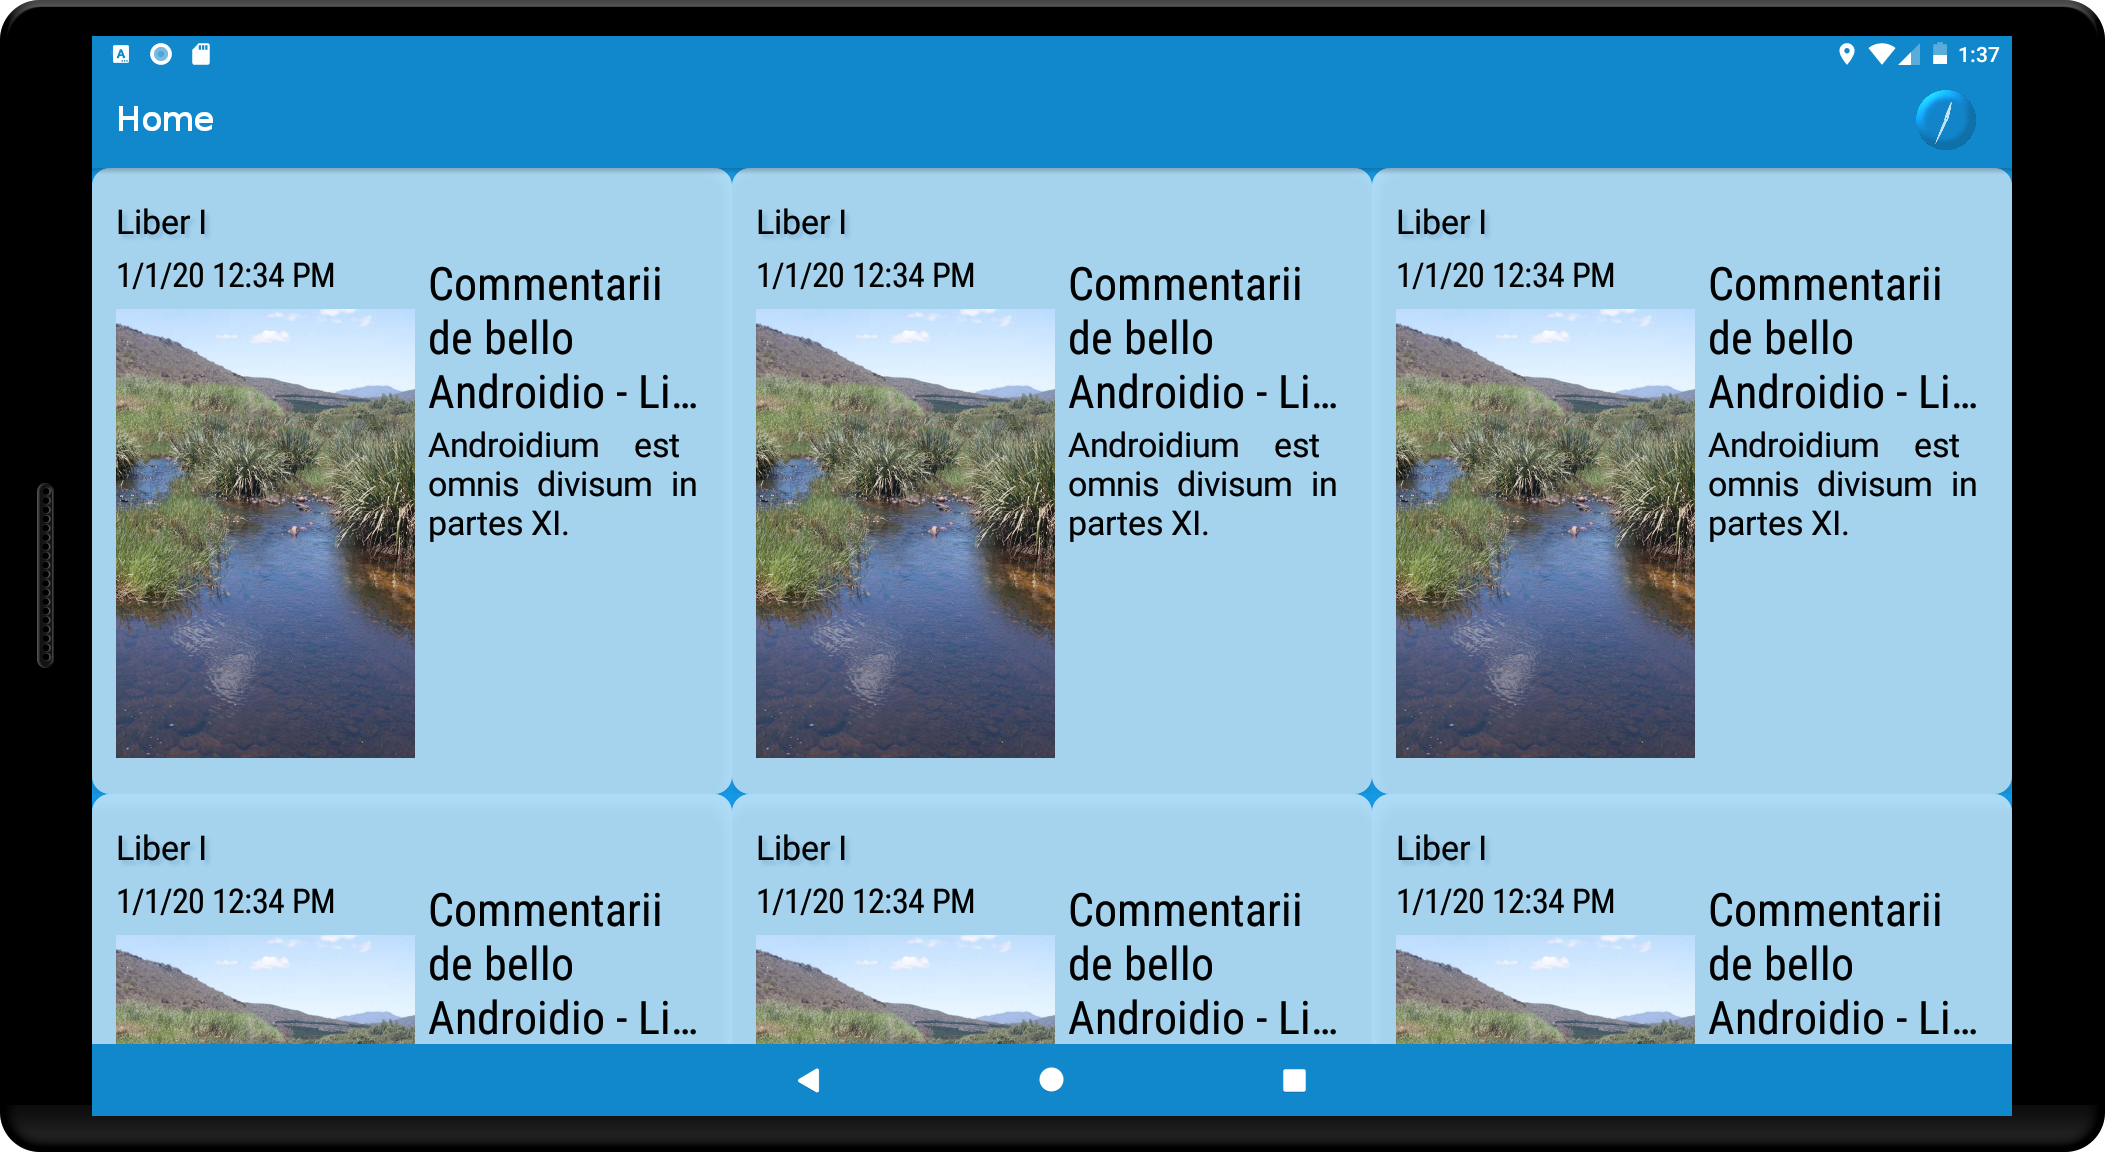 1:37
Home
Liber I
1/1/20 12:34 PM
Commentarii
de bello
Androidio - Li...
Androidium est
omnis divisum in
partes XI.
Liber I
1/1/20 12:34 PM
Commentarii
de bello
Androidio - Li...
Androidium est
omnis divisum in
partes XI.
Liber I
1/1/20 12:34 PM
Commentarii
de bello
Androidio - Li...
Androidium est
omnis divisum in
partes XI.
Liber I
1/1/20 12:34 PM
Commentarii
de bello
Androidio - Li...
Liber I
1/1/20 12:34 PM
Commentarii
de bello
Androidio - Li...
Liber I
1/1/20 12:34 PM
Commentarii
de bello
Androidio - Li...